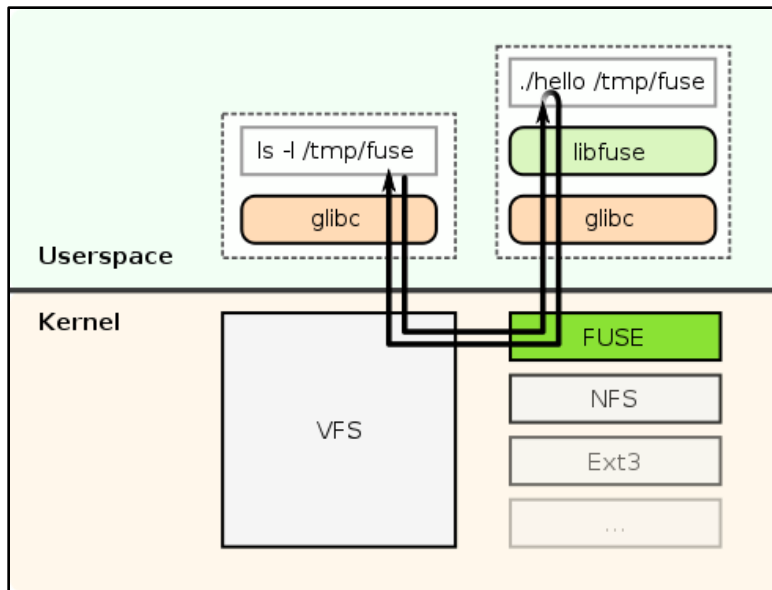 ./hello /tmp/fuse
ls -l /tmp/fuse
libfuse
glibc
glibc
Userspace
Kernel
FUSE
NFS
VFS
Ext3
...